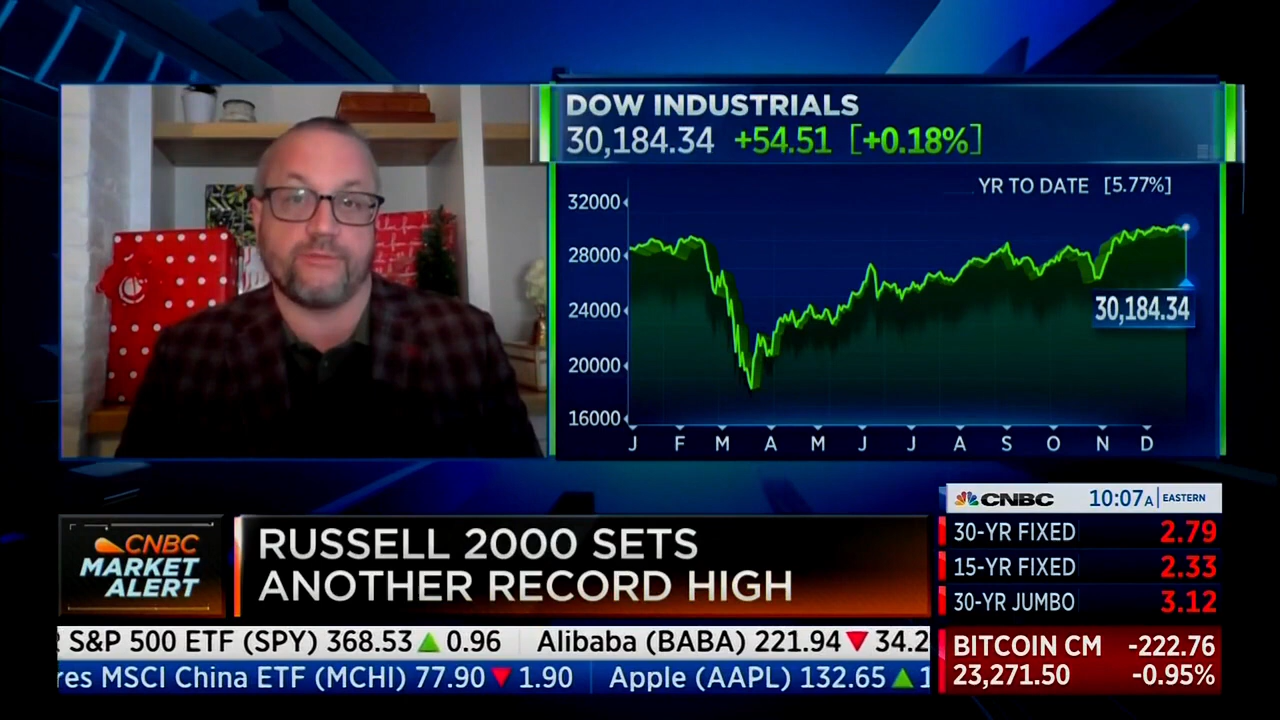 DOW INDUSTRIALS
30,184.34 +54.51 [+0.18%]
YR TO DATE [5.77%]
32000
28000
24000
20000
16000
30,184.34
J F M A M J J A S O N D
CNBC 10:07A EASTERN
CNBC
MARKET
ALERT
RUSSELL 2000 SETS
ANOTHER RECORD HIGH
30-YR FIXED 2.79
15-YR FIXED 2.33
30-YR JUMBO 3.12
S&P 500 ETF (SPY) 368.53 ▲ 0.96 Alibaba (BABA) 221.94 ▼ 34.2
res MSCI China ETF (MCHI) 77.90 ▼ 1.90 Apple (AAPL) 132.65 ▲ 1
BITCOIN CM -222.76
23,271.50 -0.95%